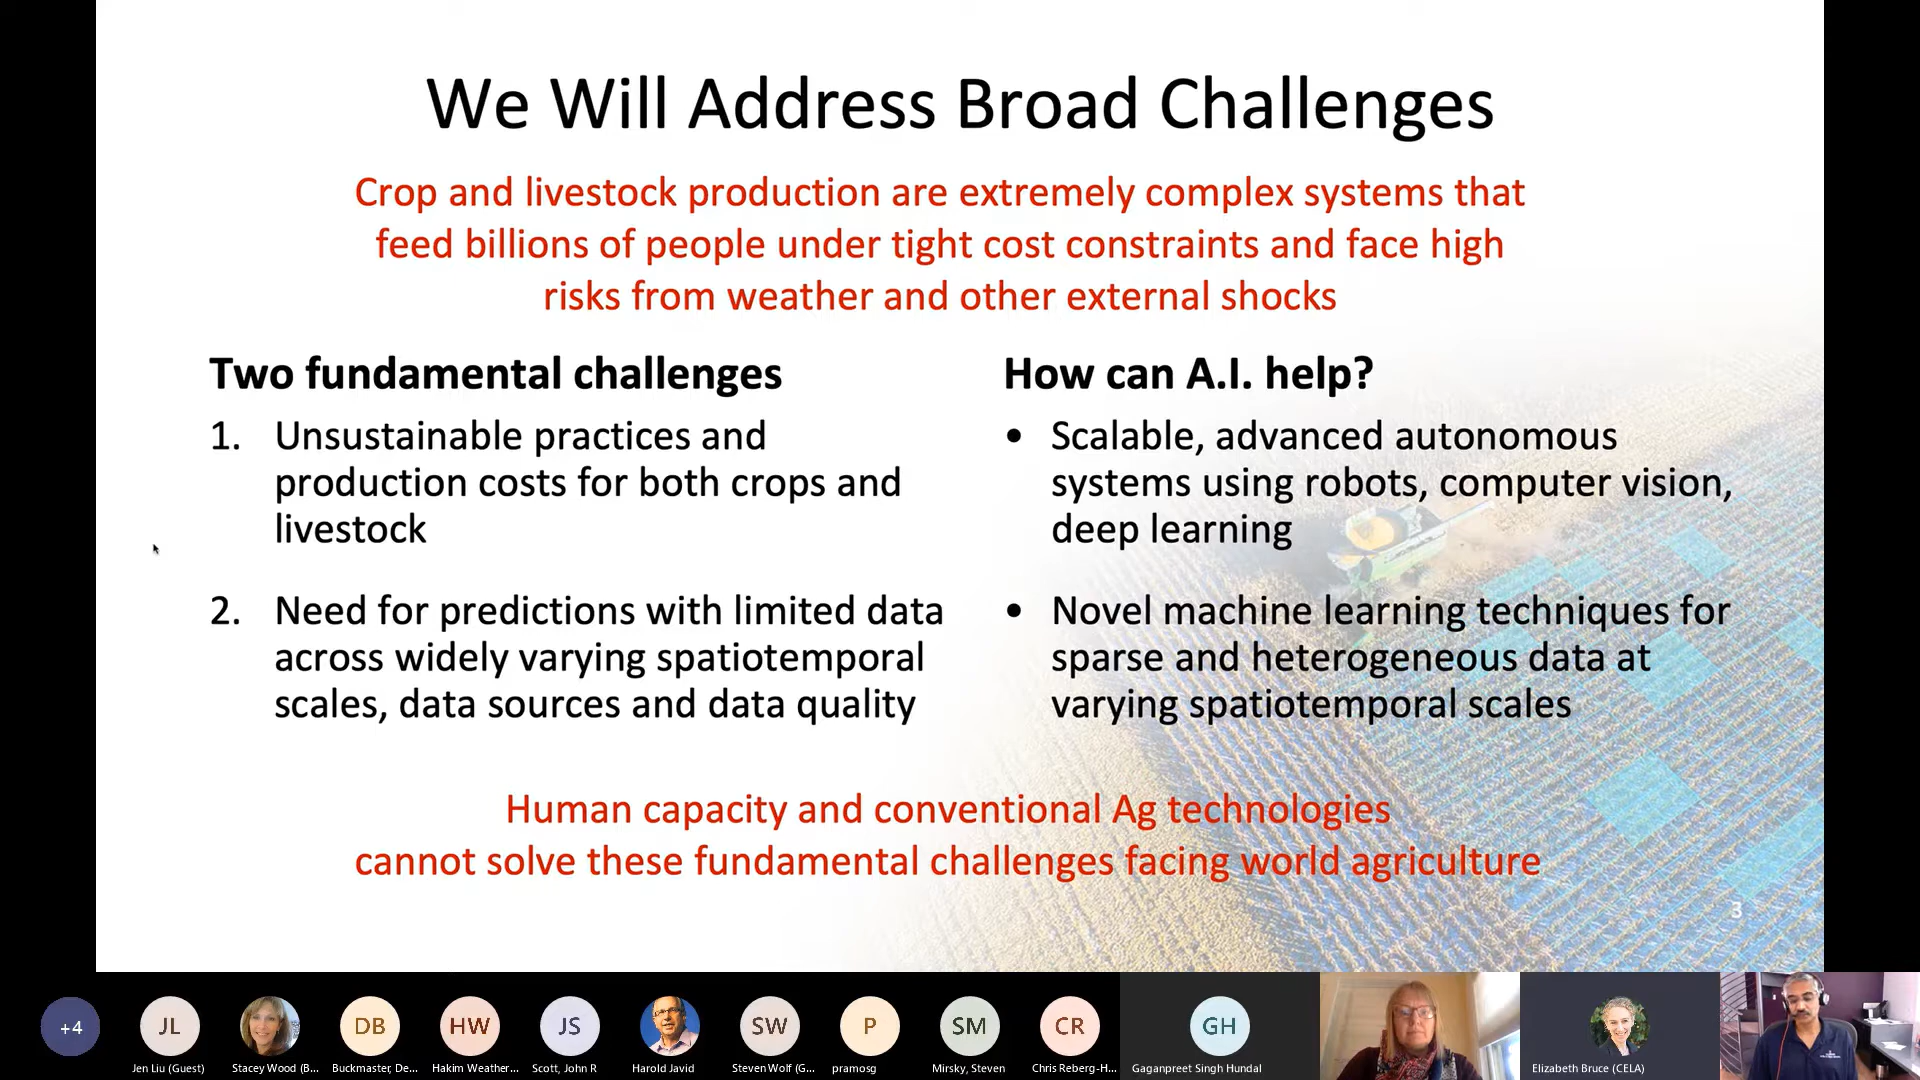 We Will Address Broad Challenges
Crop and livestock production are extremely complex systems that
feed billions of people under tight cost constraints and face high
risks from weather and other external shocks
Two fundamental challenges
1. Unsustainable practices and
production costs for both crops and
livestock
2. Need for predictions with limited data
across widely varying spatiotemporal
scales, data sources and data quality
How can A.I. help?
• Scalable, advanced autonomous
systems using robots, computer vision,
deep learning
• Novel machine learning techniques for
sparse and heterogeneous data at
varying spatiotemporal scales
Human capacity and conventional Ag technologies
cannot solve these fundamental challenges facing world agriculture
3
+4
JL
DB
HW
JS
SW
P
SM
CR
GH
Jen Liu (Guest)
Stacey Wood (B...
Buckmaster, De...
Hakim Weather...
Scott, John R
Harold Javid
Steven Wolf (G...
pramosg
Mirsky, Steven
Chris Reberg-H...
Gaganpreet Singh Hundal
Elizabeth Bruce (CELA)